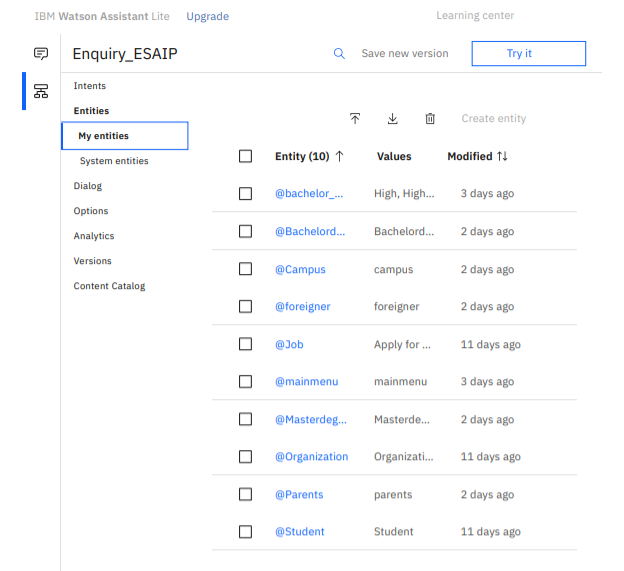 IBM Watson Assistant Lite Upgrade Learning center
Enquiry_ESAIP Save new version Try it
Intents
Entities
My entities
System entities
Dialog
Options
Analytics
Versions
Content Catalog
Create entity
Entity (10) ↑ Values Modified ↑↓
@bachelor_... High, High... 3 days ago
@Bachelord... Bachelord... 2 days ago
@Campus campus 2 days ago
@foreigner foreigner 2 days ago
@Job Apply for ... 11 days ago
@mainmenu mainmenu 3 days ago
@Masterdeg... Masterde... 2 days ago
@Organization Organizati... 11 days ago
@Parents parents 2 days ago
@Student Student 11 days ago